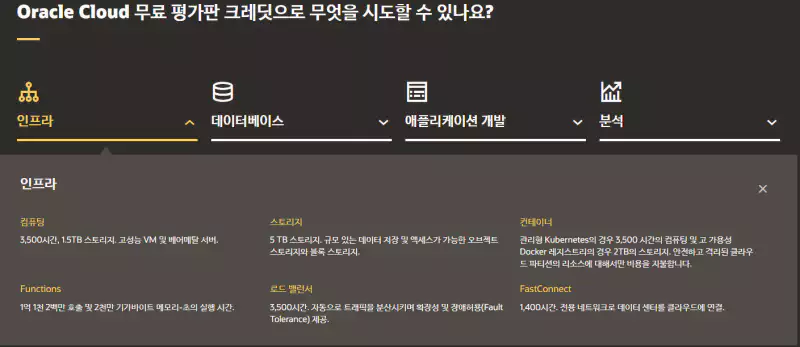 Oracle Cloud 무료 평가판 크레딧으로 무엇을 시도할 수 있나요?
인프라
데이터베이스
애플리케이션 개발
분석
인프라
컴퓨팅
3,500시간, 1.5TB 스토리지. 고성능 VM 및 베어메탈 서버.
스토리지
5 TB 스토리지. 규모 있는 데이터 저장 및 액세스가 가능한 오브젝트
스토리지와 블록 스토리지.
컨테이너
관리형 Kubernetes의 경우 3,500 시간의 컴퓨팅 및 고 가용성
Docker 레지스트리의 경우 2TB의 스토리지. 안전하고 격리된 클라우
드 파티션의 리소스에 대해서만 비용을 지불합니다.
Functions
1억 1천 2백만 호출 및 2천만 기가바이트 메모리-초의 실행 시간.
로드 밸런서
3,500시간. 자동으로 트래픽을 분산시키며 확장성 및 장애허용(Fault
Tolerance) 제공.
FastConnect
1,400시간. 전용 네트워크로 데이터 센터를 클라우드에 연결.